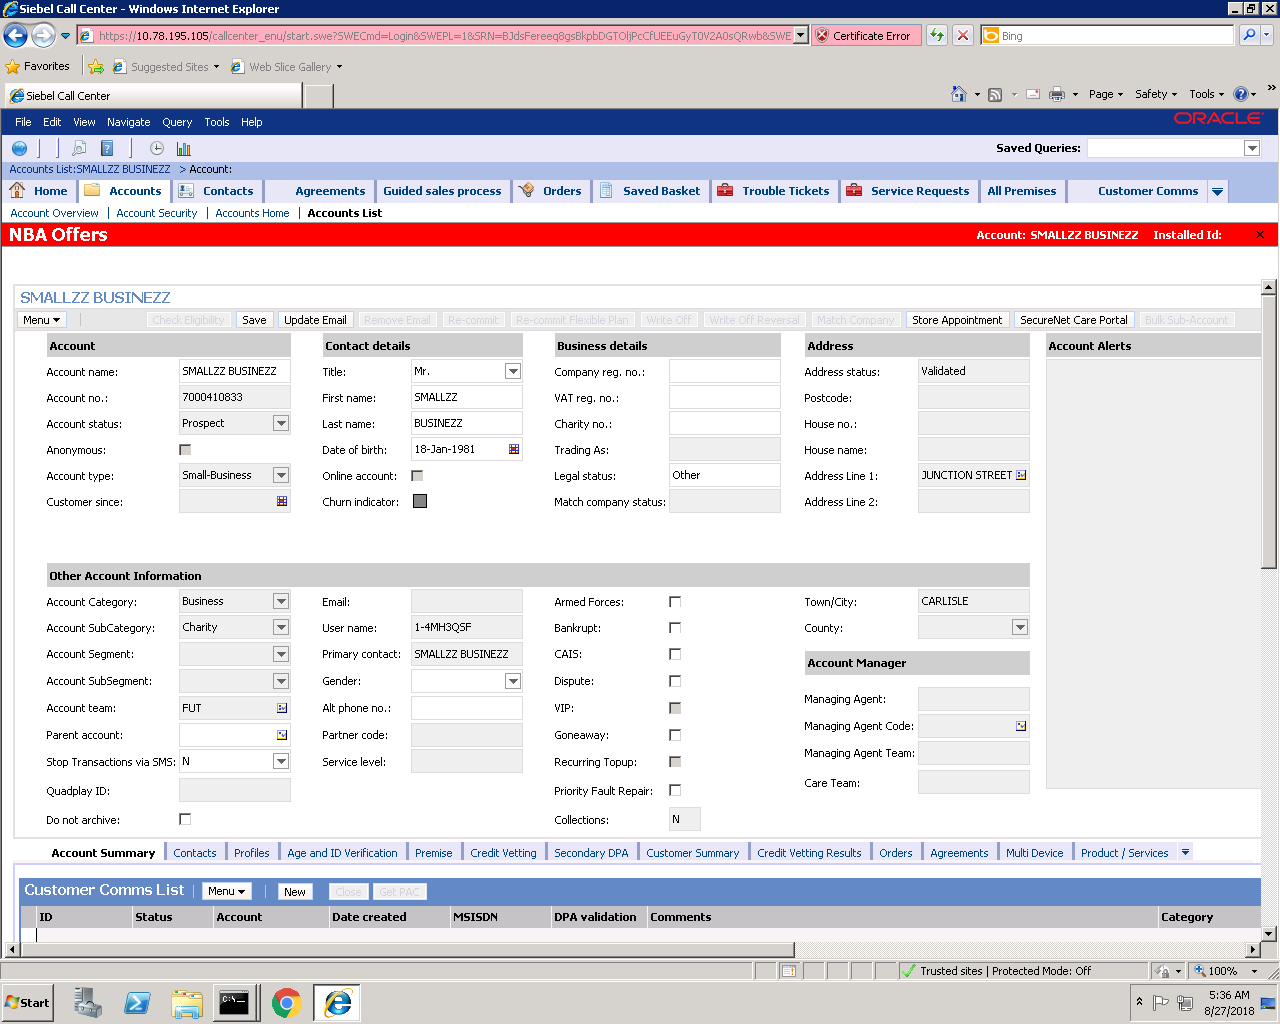 Siebel Call Center - Windows Internet Explorer
https://10.78.195.105/callcenter_enu/start.swe?SWECmd=Login&SWEPL=1&SRN=BJdsFereeq8gsBkpbDGTOljPcCfUEEuGyT0V2A0sQRwb&SWE
Certificate Error
Bing
Favorites Suggested Sites Web Slice Gallery
Siebel Call Center
Page Safety Tools
File Edit View Navigate Query Tools Help
ORACLE
Saved Queries:
Accounts List:SMALLZZ BUSINEZZ > Account:
Home Accounts Contacts Agreements Guided sales process Orders Saved Basket Trouble Tickets Service Requests All Premises Customer Comms
Account Overview Account Security Accounts Home Accounts List
NBA Offers Account: SMALLZZ BUSINEZZ Installed Id:
SMALLZZ BUSINEZZ
Menu Check Eligibility Save Update Email Remove Email Re-commit Re-commit Flexible Plan Write Off Write Off Reversal Match Company Store Appointment SecureNet Care Portal Bulk Sub-Account
Account Contact details Business details Address Account Alerts
Account name: SMALLZZ BUSINEZZ Title: Mr. Company reg. no.: Address status: Validated
Account no.: 7000410833 First name: SMALLZZ VAT reg. no.: Postcode:
Account status: Prospect Last name: BUSINEZZ Charity no.: House no.:
Anonymous: Date of birth: 18-Jan-1981 Trading As: House name:
Account type: Small-Business Online account: Legal status: Other Address Line 1: JUNCTION STREET
Customer since: Churn indicator: Match company status: Address Line 2:
Other Account Information
Account Category: Business Email: Armed Forces: Town/City: CARLISLE
Account SubCategory: Charity User name: 1-4MH3QSF Bankrupt: County:
Account Segment: Primary contact: SMALLZZ BUSINEZZ CAIS: Account Manager
Account SubSegment: Gender: Dispute:
Account team: FUT Alt phone no.: VIP: Managing Agent:
Parent account: Partner code: Goneaway: Managing Agent Code:
Stop Transactions via SMS: N Service level: Recurring Topup: Managing Agent Team:
Quadplay ID: Priority Fault Repair: Care Team:
Do not archive: Collections: N
Account Summary Contacts Profiles Age and ID Verification Premise Credit Vetting Secondary DPA Customer Summary Credit Vetting Results Orders Agreements Multi Device Product / Services
Customer Comms List Menu New Close Get PAC
ID Status Account Date created MSISDN DPA validation Comments Category
Trusted sites | Protected Mode: Off 100%
Start 5:36 AM
8/27/2018